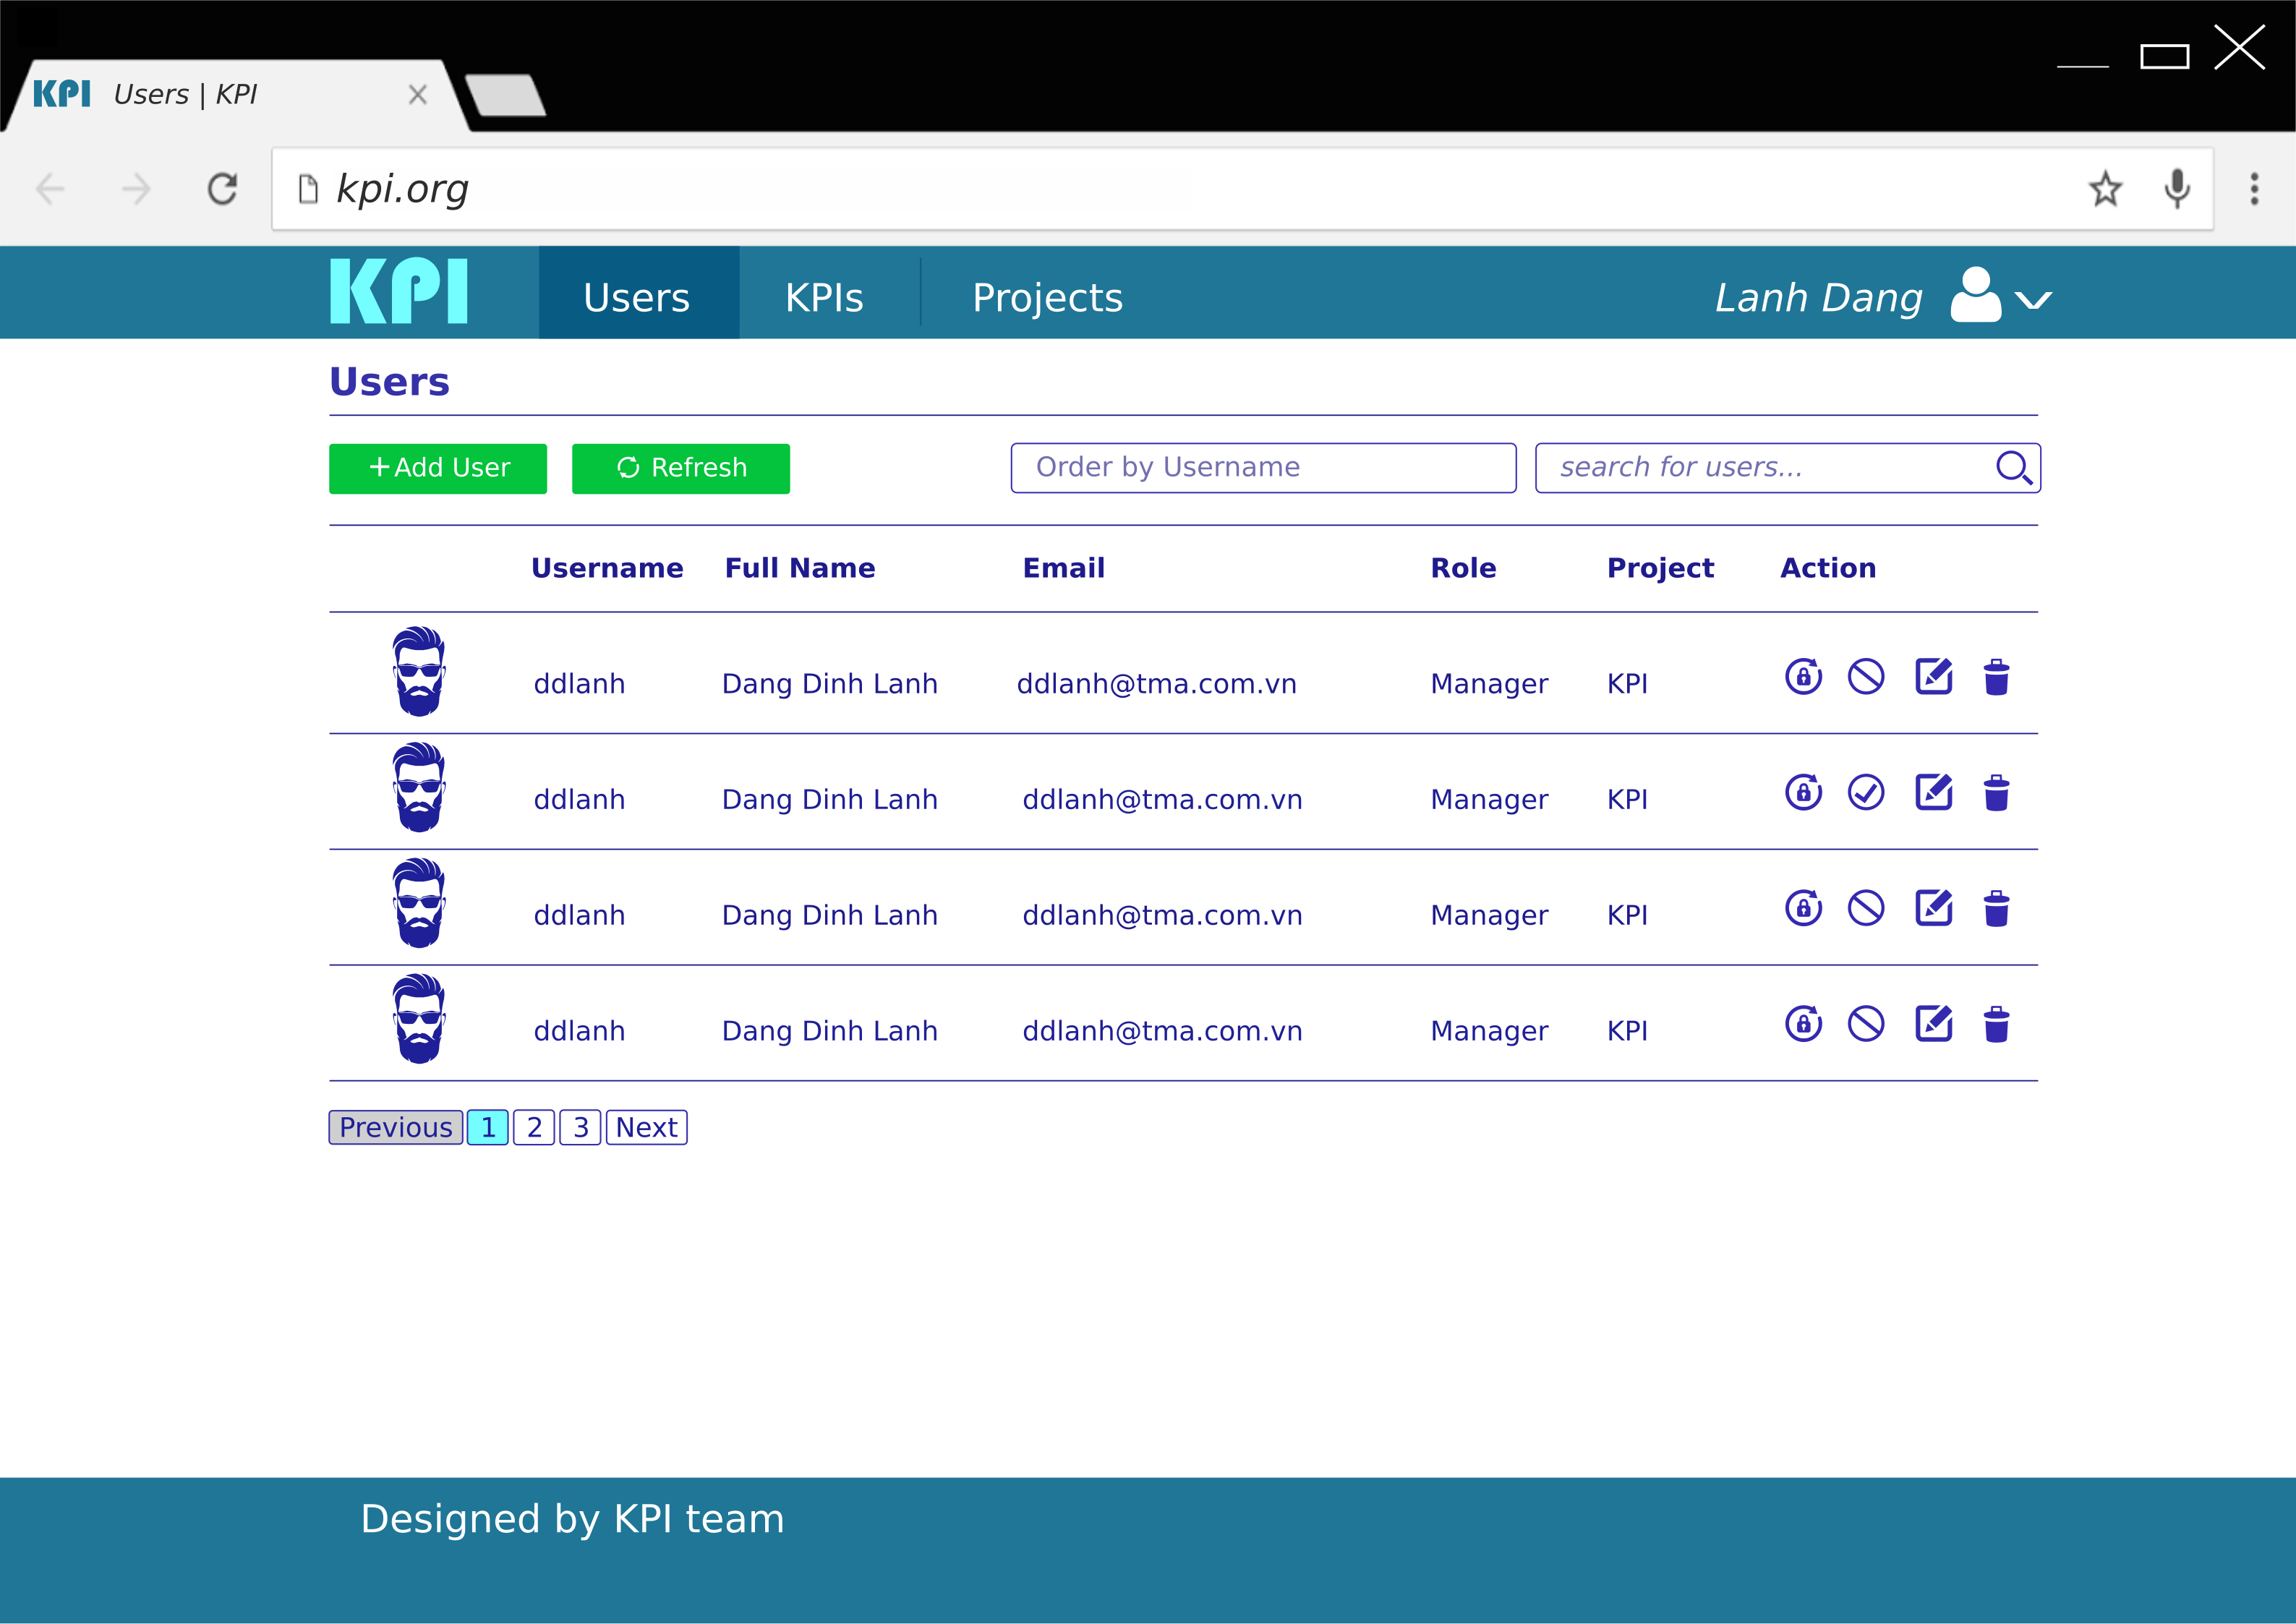 KPI Users | KPI
kpi.org
KPI Users KPIs Projects Lanh Dang
Users
+Add User Refresh Order by Username search for users...
Username Full Name Email Role Project Action
ddlanh Dang Dinh Lanh ddlanh@tma.com.vn Manager KPI
ddlanh Dang Dinh Lanh ddlanh@tma.com.vn Manager KPI
ddlanh Dang Dinh Lanh ddlanh@tma.com.vn Manager KPI
ddlanh Dang Dinh Lanh ddlanh@tma.com.vn Manager KPI
Previous 1 2 3 Next
Designed by KPI team